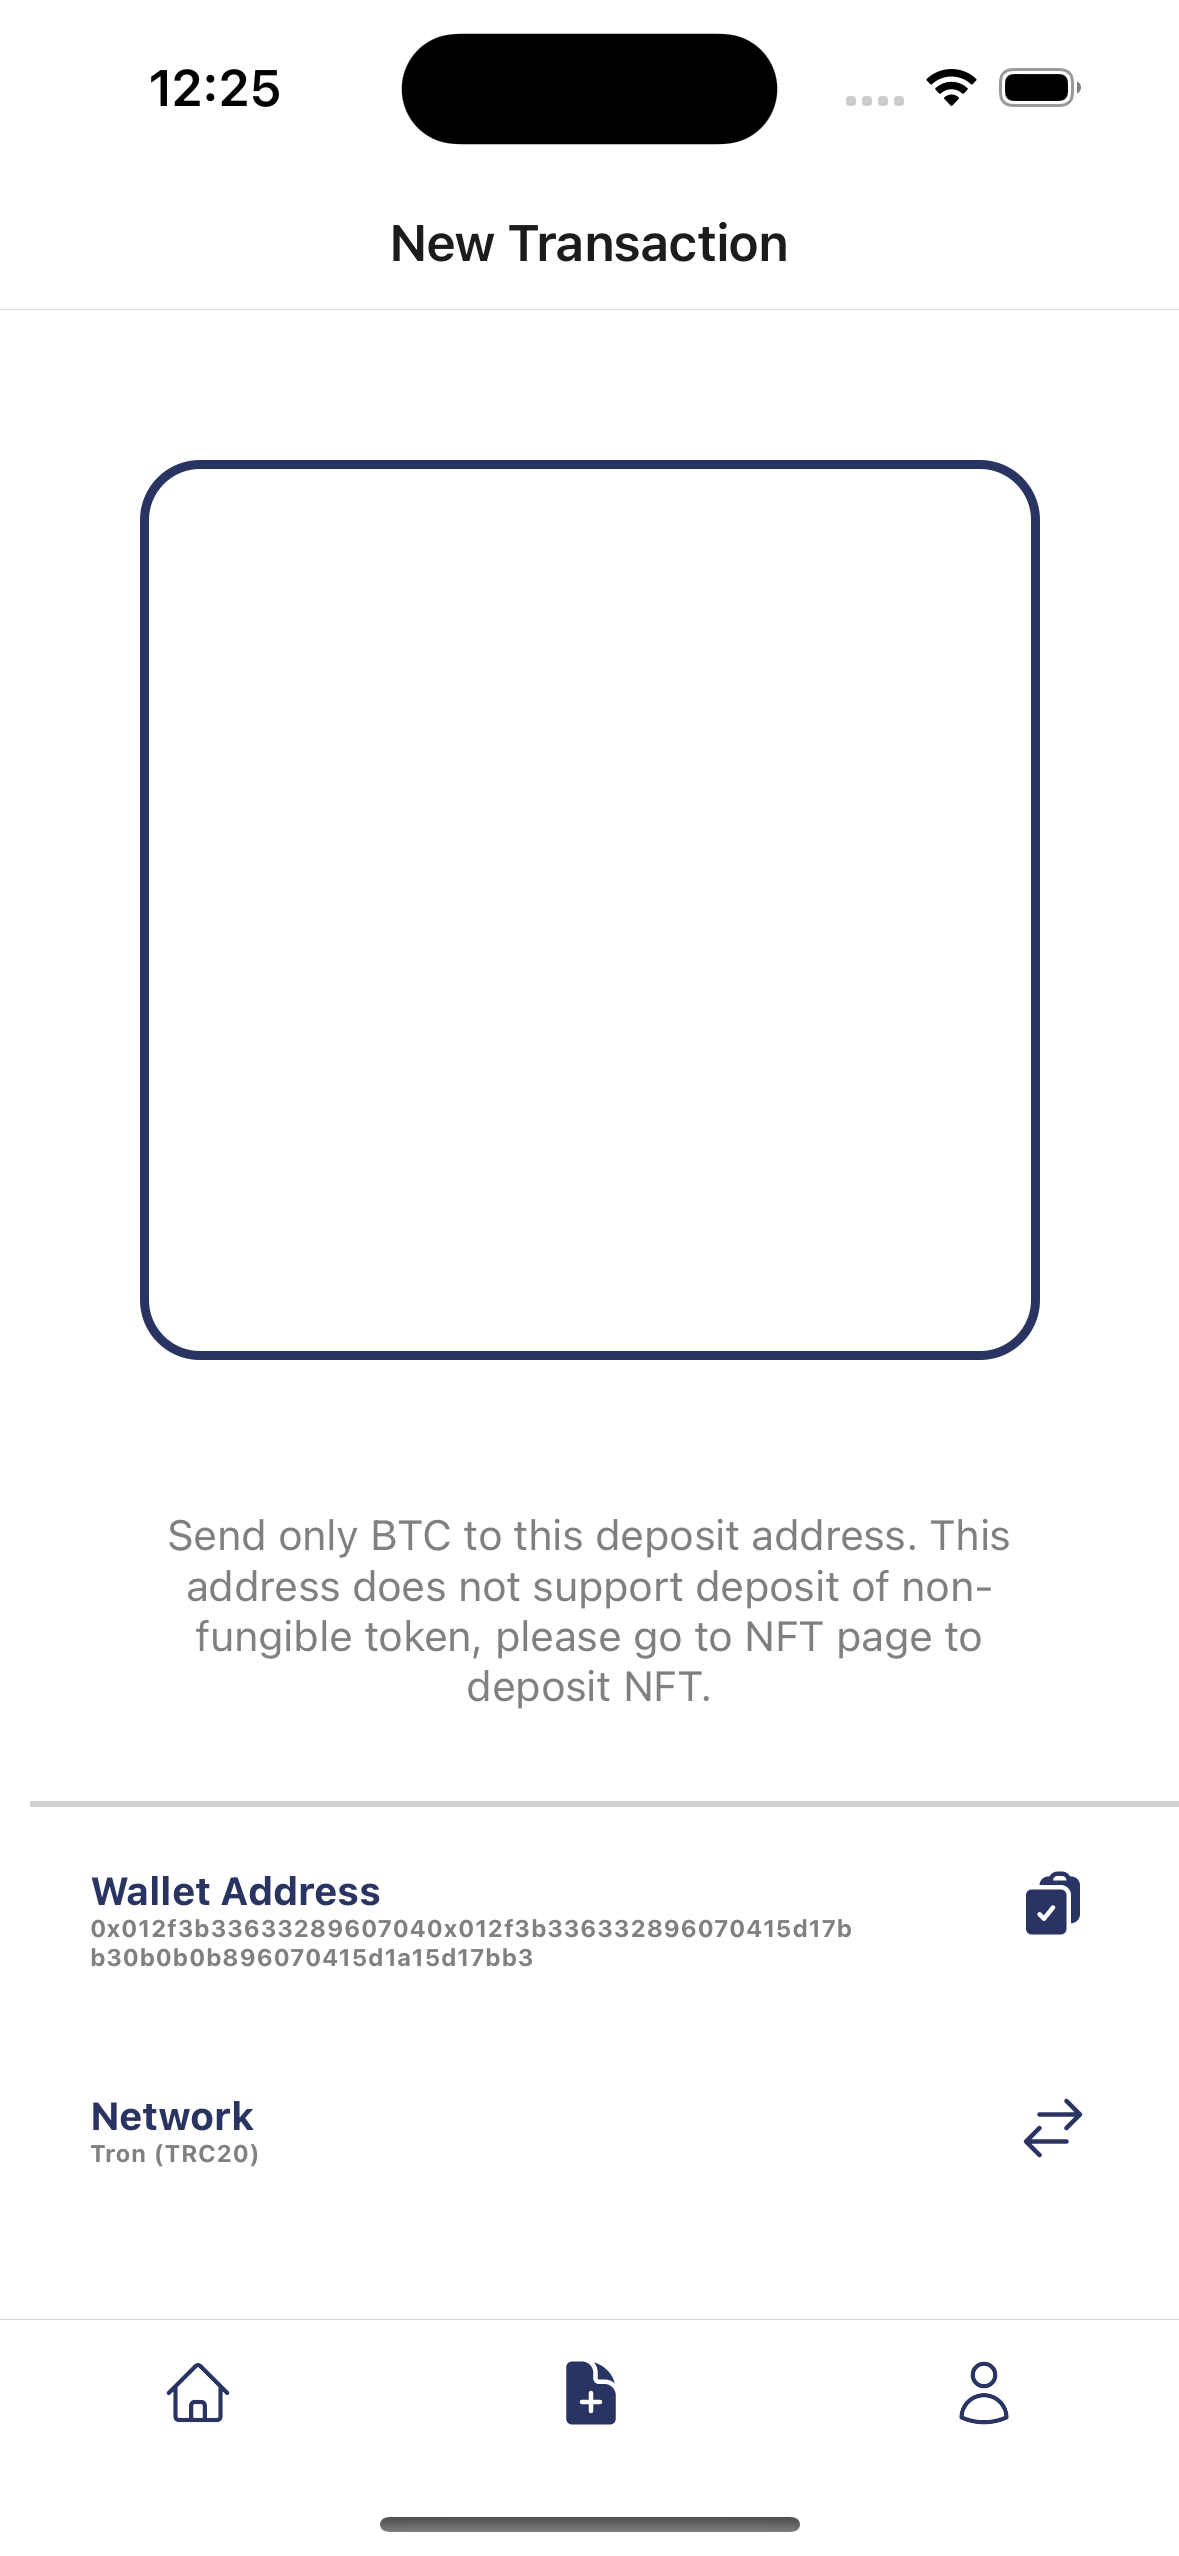 12:25
New Transaction
Send only BTC to this deposit address. This
address does not support deposit of non-
fungible token, please go to NFT page to
deposit NFT.
Wallet Address
0x012f3b33633289607040x012f3b336332896070415d17b
b30b0b0b896070415d1a15d17bb3
Network
Tron (TRC20)